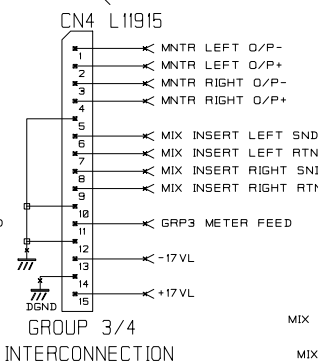 CN4 L11915
MNTR LEFT O/P-
1
MNTR LEFT O/P+
2
MNTR RIGHT O/P-
3
MNTR RIGHT O/P+
4
5
MIX INSERT LEFT SND
6
MIX INSERT LEFT RTN
7
MIX INSERT RIGHT SN
8
MIX INSERT RIGHT RTN
9
10
GRP3 METER FEED
11
12
-17VL
13
14
+17VL
15
DGND
MIX
GROUP 3/4
INTERCONNECTION
MIX